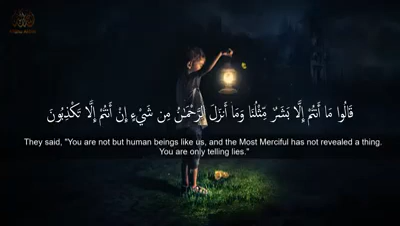 قَالُوا مَا أَنتُمْ إِلَّا بَشَرٌ مِّثْلُنَا وَمَا أَنزَلَ الرَّحْمَٰنُ مِن شَيْءٍ إِنْ أَنتُمْ إِلَّا تَكْذِبُونَ
They said, "You are not but human beings like us, and the Most Merciful has not revealed a thing.
You are only telling lies."